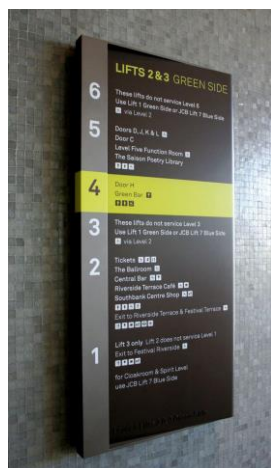 LIFTS 2 & 3 GREEN SIDE
6
These lifts do not service Level 6
Use Lift 1 Green Side or JCB Lift 7 Blue Side
via Level 2
5
Doors D, J, K & L
Door C
Level Five Function Room
The Saison Poetry Library
4
Door H
Green Bar
3
These lifts do not service Level 3
Use Lift 1 Green Side or JCB Lift 7 Blue Side
via Level 2
2
Tickets
The Ballroom
Central Bar
Riverside Terrace Café
Southbank Centre Shop
Exit to Riverside Terrace & Festival Terrace
1
Lift 3 only Lift 2 does not service Level 1
Exit to Festival Riverside
for Cloakroom & Spirit Level
use JCB Lift 7 Blue Side